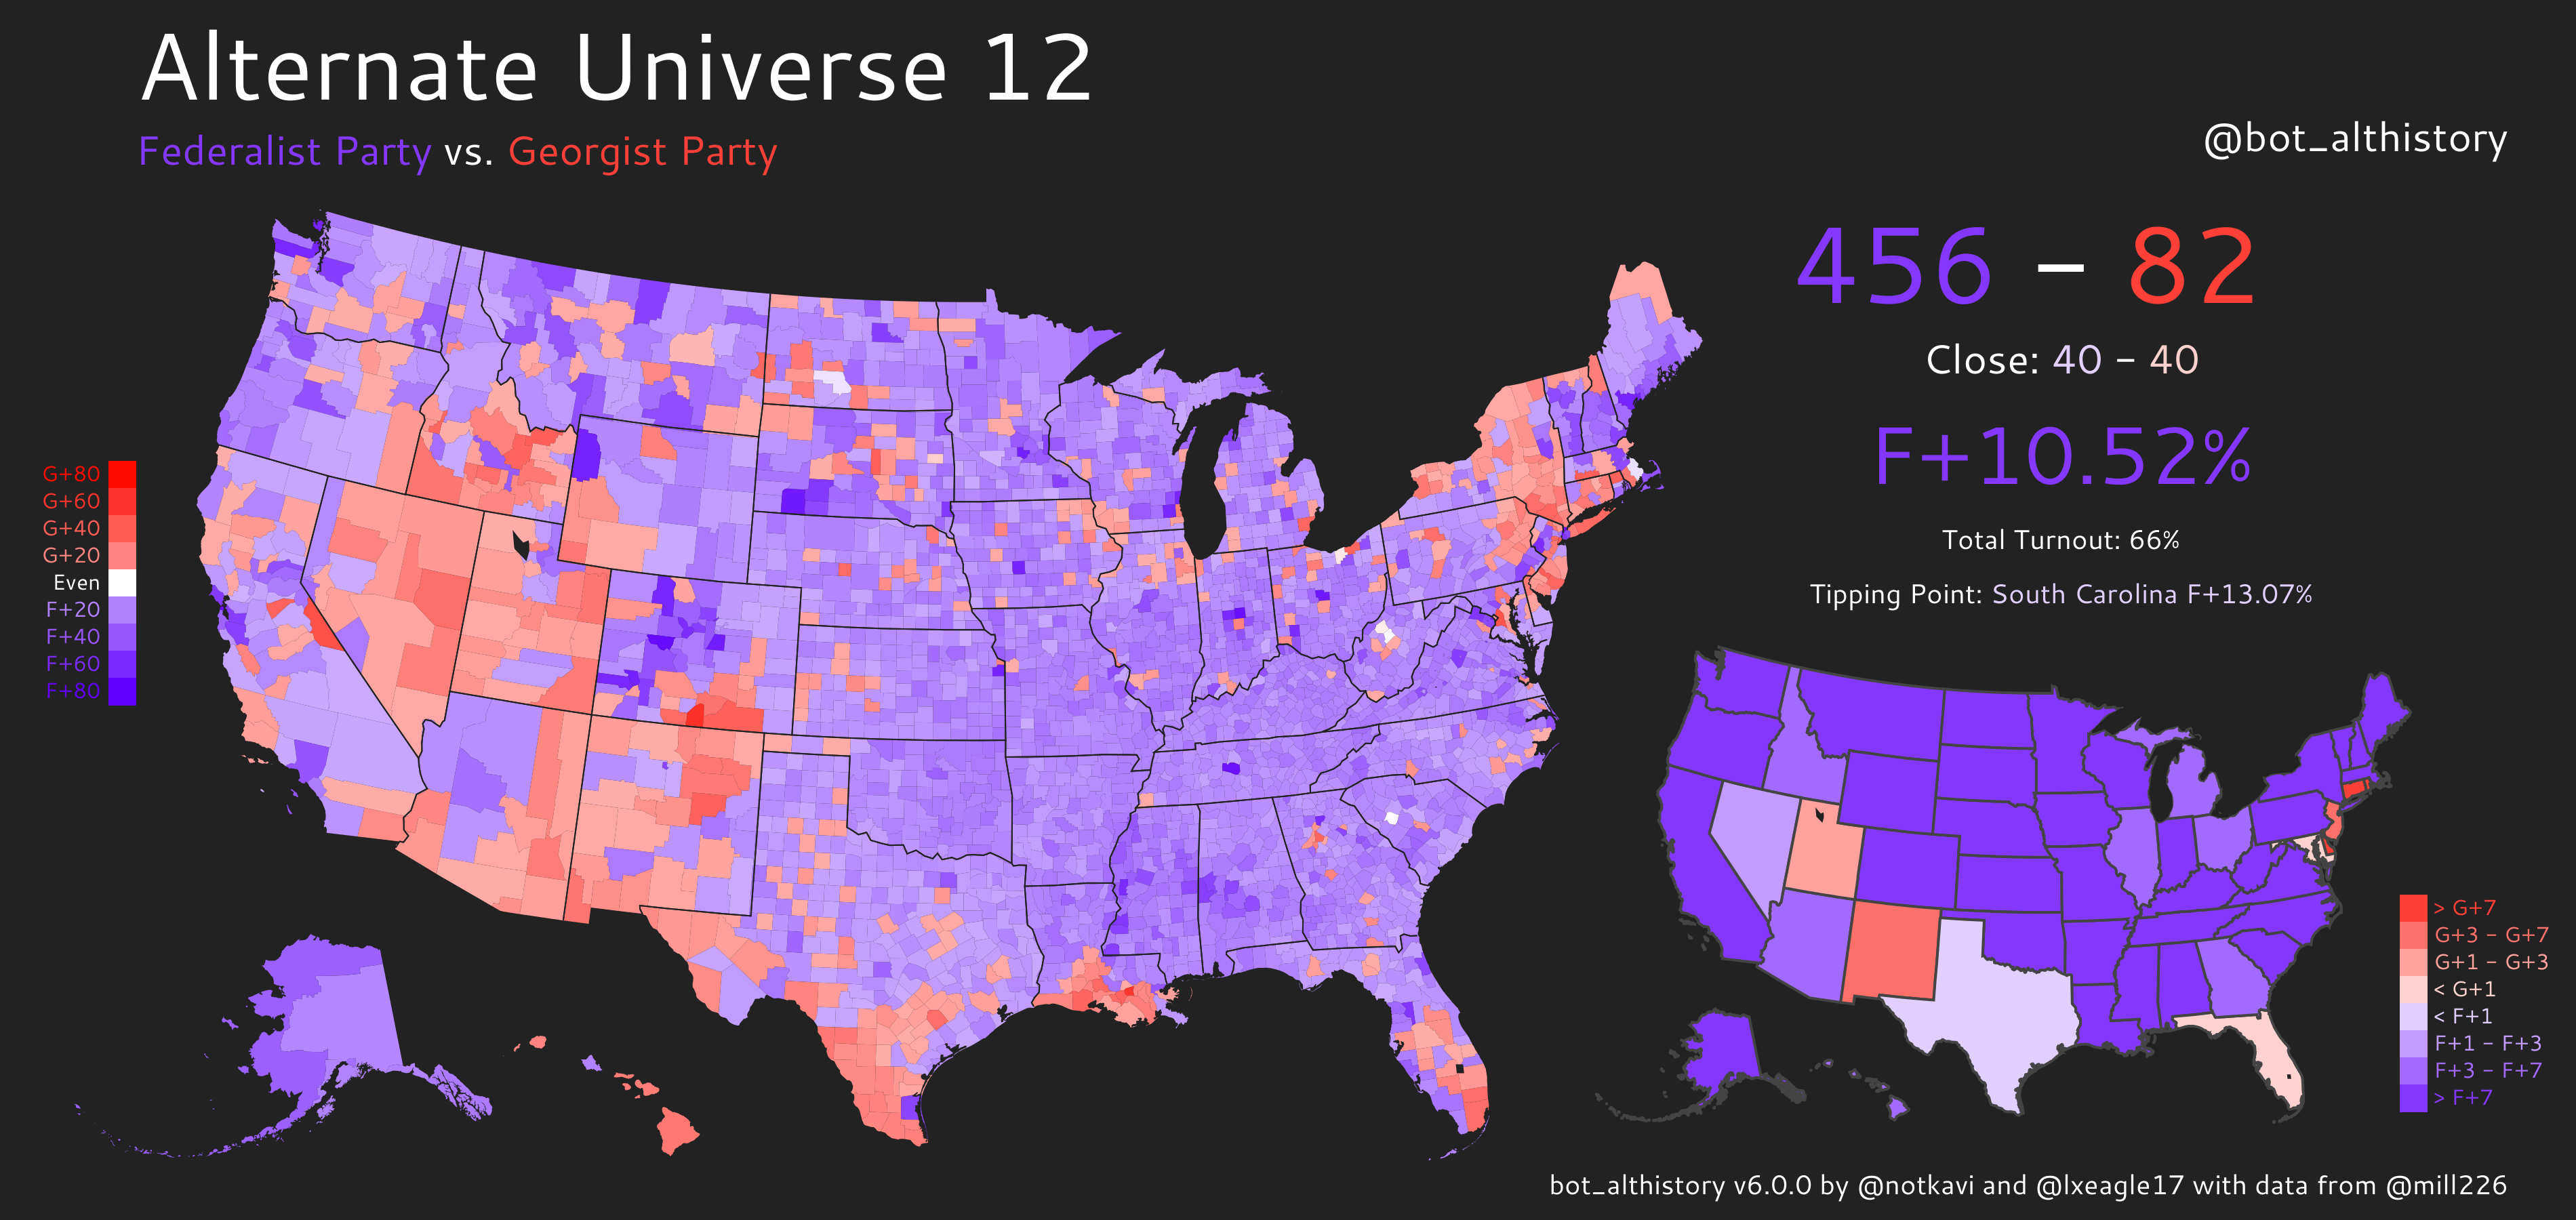 Alternate Universe 12
Federalist Party vs. Georgist Party
@bot_althistory
456 – 82
Close: 40 – 40
F+10.52%
Total Turnout: 66%
Tipping Point: South Carolina F+13.07%
G+80
G+60
G+40
G+20
Even
F+20
F+40
F+60
F+80
> G+7
G+3 – G+7
G+1 – G+3
< G+1
< F+1
F+1 – F+3
F+3 – F+7
> F+7
bot_althistory v6.0.0 by @notkavi and @lxeagle17 with data from @mill226